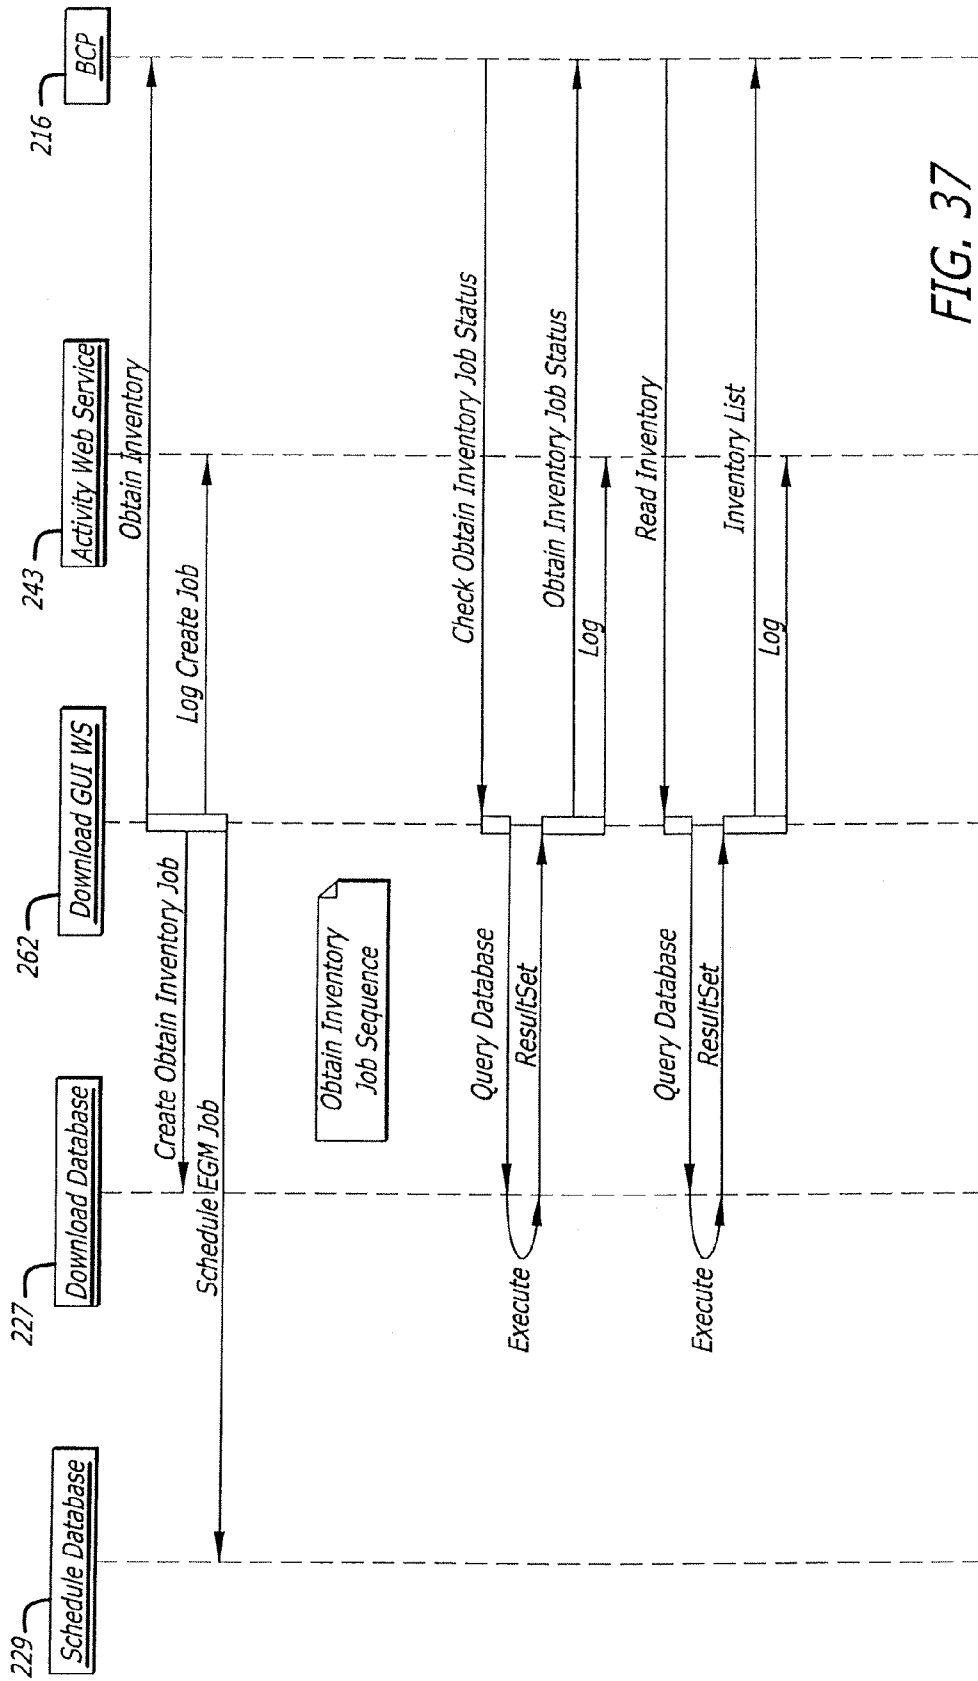 229
Schedule Database
227
Download Database
262
Download GUI WS
243
Activity Web Service
216
BCP
Obtain Inventory
Create Obtain Inventory Job
Log Create Job
Schedule EGM Job
Obtain Inventory
Job Sequence
Check Obtain Inventory Job Status
Query Database
Execute
ResultSet
Obtain Inventory Job Status
Log
Read Inventory
Query Database
Execute
ResultSet
Inventory List
Log
FIG. 37